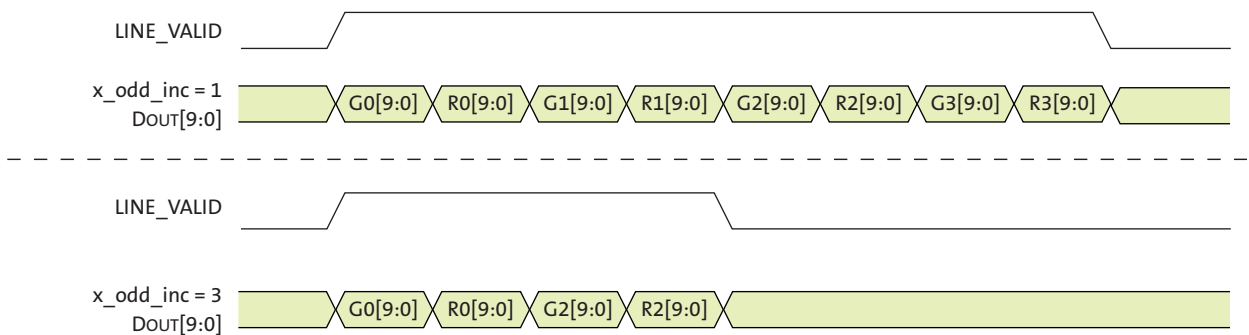 LINE_VALID
x_odd_inc = 1
DOUT[9:0]
G0[9:0] R0[9:0] G1[9:0] R1[9:0] G2[9:0] R2[9:0] G3[9:0] R3[9:0]
LINE_VALID
x_odd_inc = 3
DOUT[9:0]
G0[9:0] R0[9:0] G2[9:0] R2[9:0]